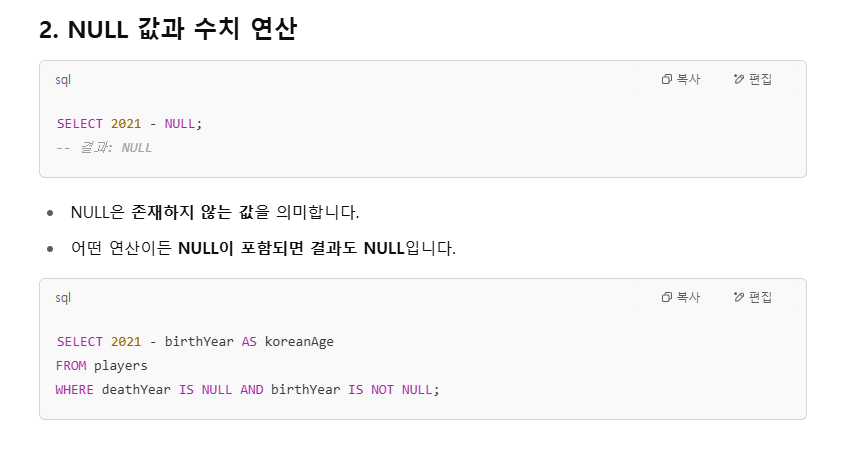 2. NULL 값과 수치 연산
sql 복사 편집
SELECT 2021 - NULL;
-- 결과: NULL
• NULL은 존재하지 않는 값을 의미합니다.
• 어떤 연산이든 NULL이 포함되면 결과도 NULL입니다.
sql 복사 편집
SELECT 2021 - birthYear AS koreanAge
FROM players
WHERE deathYear IS NULL AND birthYear IS NOT NULL;